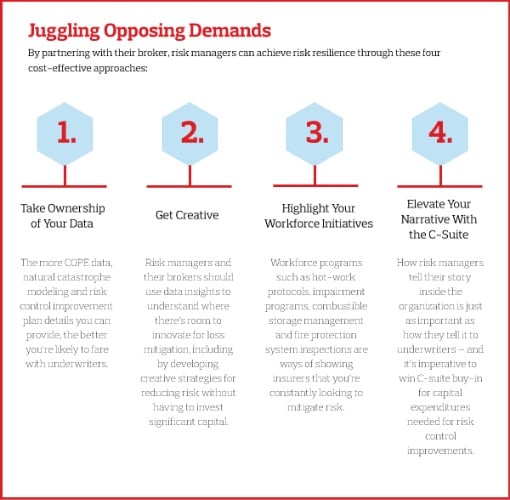 Juggling Opposing Demands
By partnering with their broker, risk managers can achieve risk resilience through these four
cost-effective approaches:
1.
Take Ownership
of Your Data
The more COPE data,
natural catastrophe
modeling and risk
control improvement
plan details you can
provide, the better
you're likely to fare
with underwriters.
2.
Get Creative
Risk managers and
their brokers should
use data insights to
understand where
there's room to
innovate for loss
mitigation, including
by developing
creative strategies for
reducing risk without
having to invest
significant capital.
3.
Highlight Your
Workforce Initiatives
Workforce programs
such as hot-work
protocols, impairment
programs, combustible
storage management
and fire protection
system inspections are
ways of showing
insurers that you're
constantly looking to
mitigate risk.
4.
Elevate Your
Narrative With
the C-Suite
How risk managers
tell their story
inside the
organization is just
as important as
how they tell it to
underwriters – and
it's imperative to
win C-suite buy-in
for capital
expenditures
needed for risk
control
improvements.